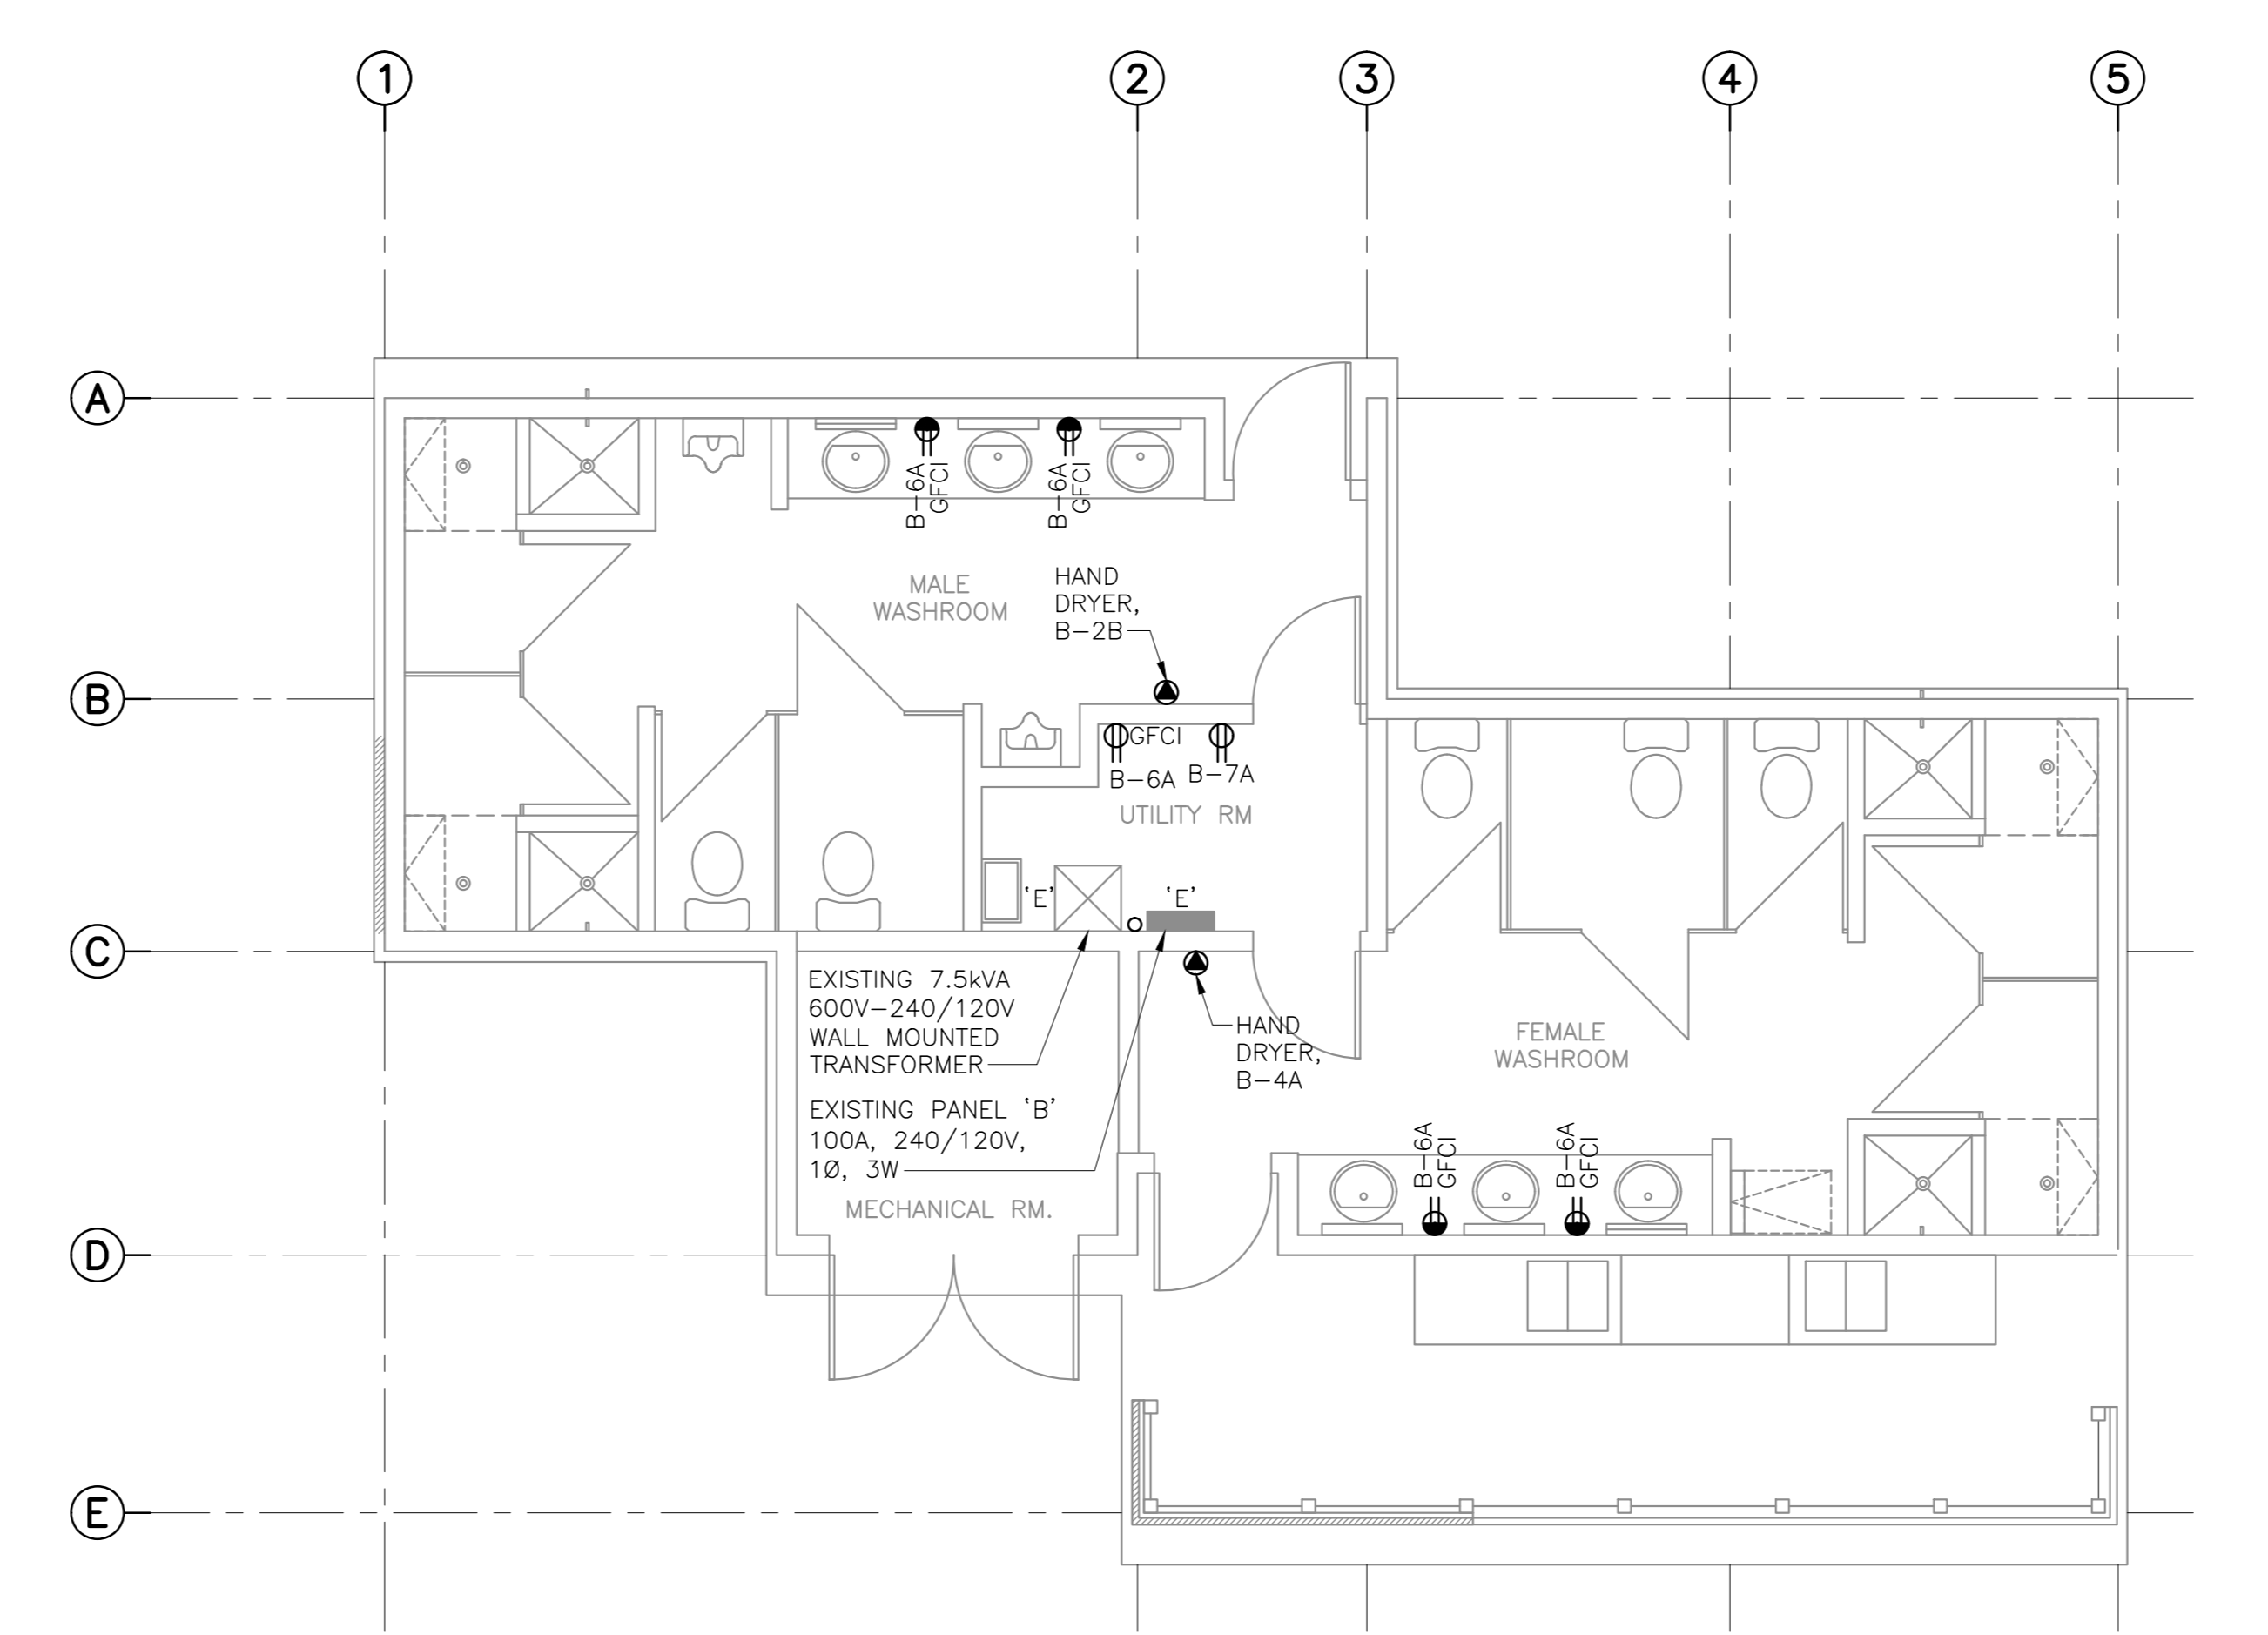 1
2
3
4
5
A
B-6A
GFCI
B-6A
GFCI
HAND
DRYER,
B-2B
MALE
WASHROOM
B
GFCI
B-6A
B-7A
UTILITY RM
'E'
'E'
C
EXISTING 7.5kVA
600V-240/120V
WALL MOUNTED
TRANSFORMER
HAND
DRYER,
B-4A
FEMALE
WASHROOM
EXISTING PANEL 'B'
100A, 240/120V,
1Ø, 3W
B-6A
GFCI
B-6A
GFCI
MECHANICAL RM.
D
E